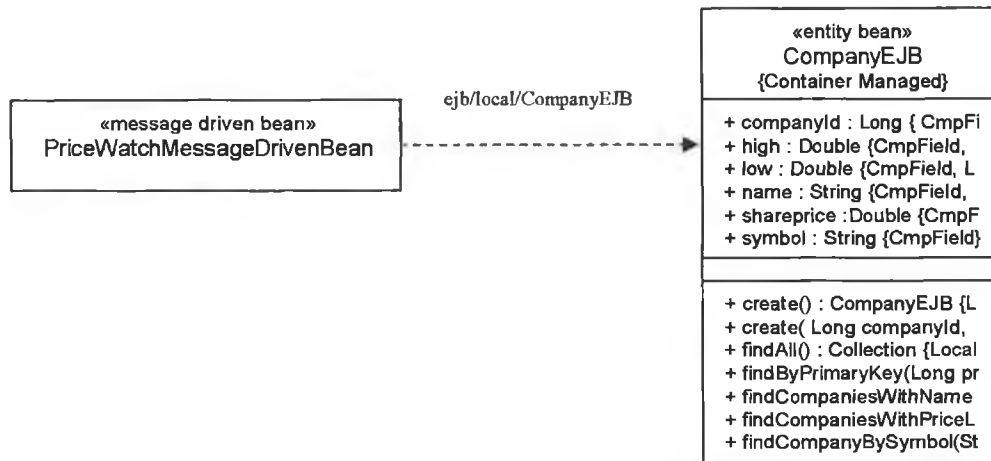 «entity bean»
CompanyEJB
{Container Managed}
ejb/local/CompanyEJB
«message driven bean»
PriceWatchMessageDrivenBean
+ companyId : Long { CmpFi
+ high : Double {CmpField,
+ low : Double {CmpField, L
+ name : String {CmpField,
+ shareprice :Double {CmpF
+ symbol : String {CmpField}
+ create() : CompanyEJB {L
+ create( Long companyId,
+ findAll() : Collection {Local
+ findByPrimaryKey(Long pr
+ findCompaniesWithName
+ findCompaniesWithPriceL
+ findCompanyBySymbol(St